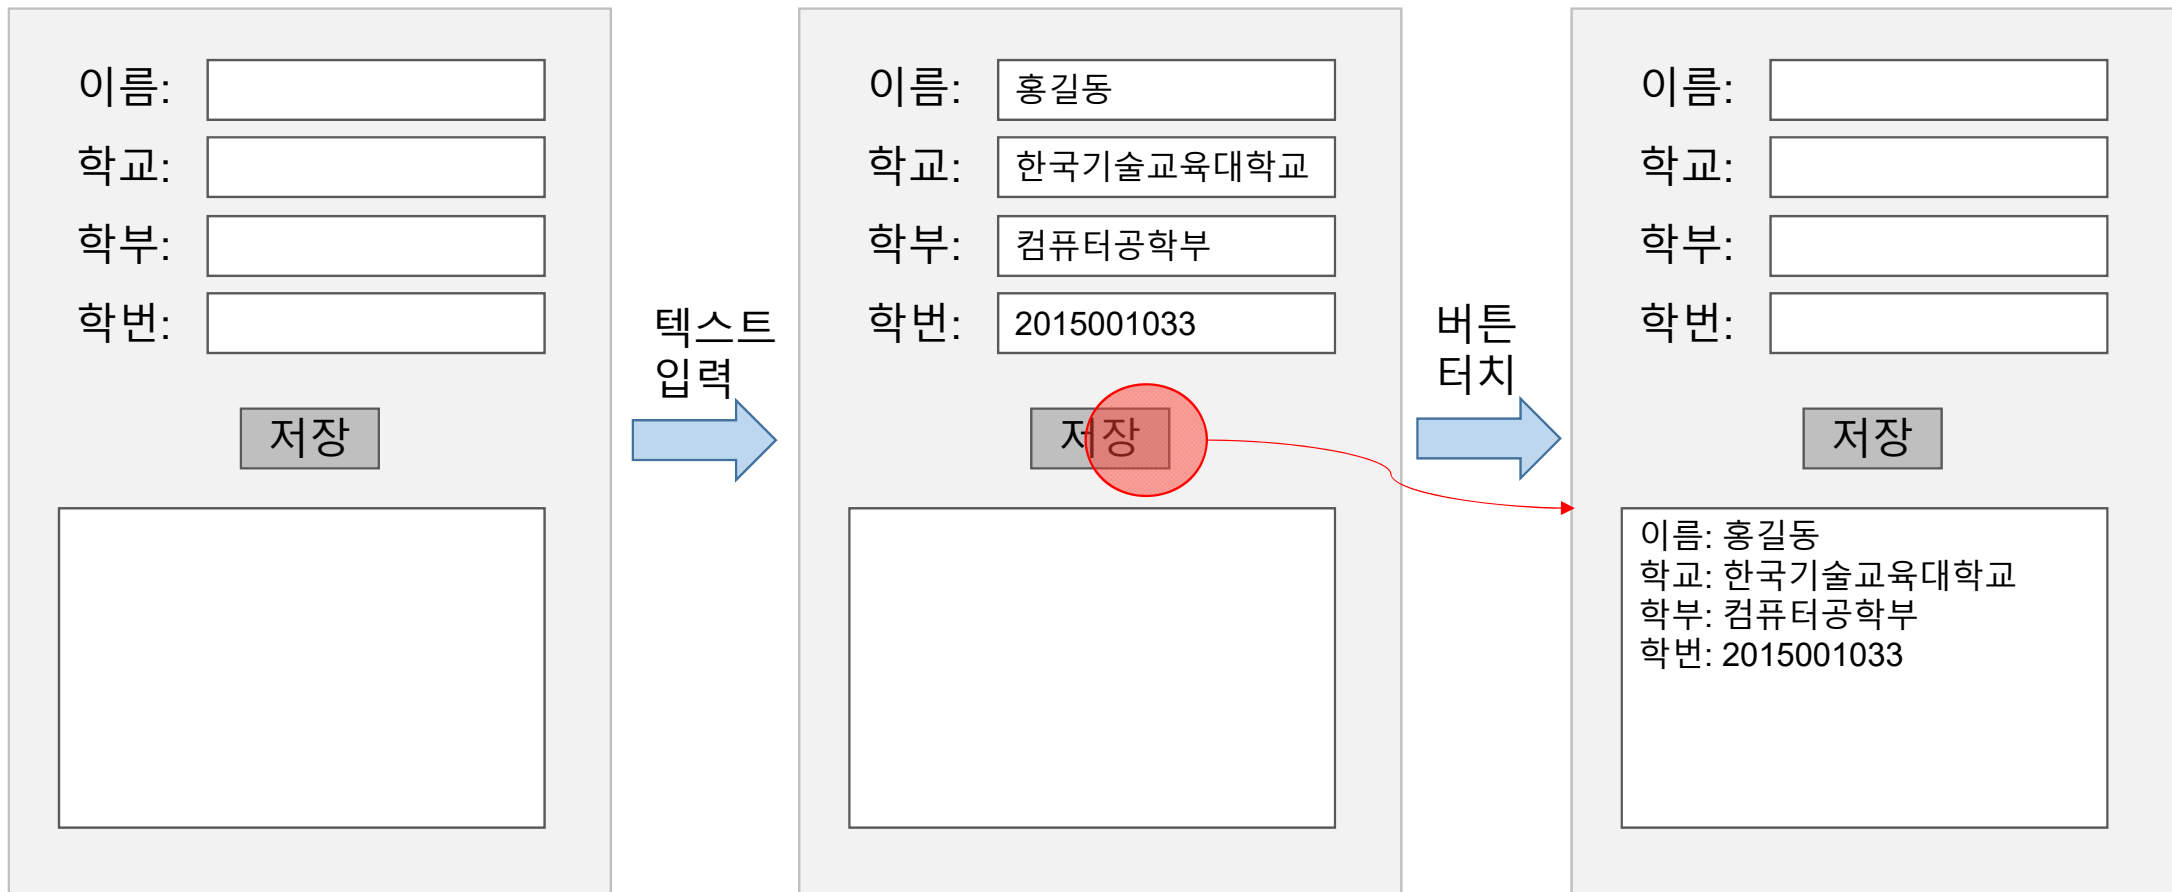 이름:
학교:
학부:
학번:
저장
텍스트
입력
이름: 홍길동
학교: 한국기술교육대학교
학부: 컴퓨터공학부
학번: 2015001033
저장
버튼
터치
이름:
학교:
학부:
학번:
저장
이름: 홍길동
학교: 한국기술교육대학교
학부: 컴퓨터공학부
학번: 2015001033